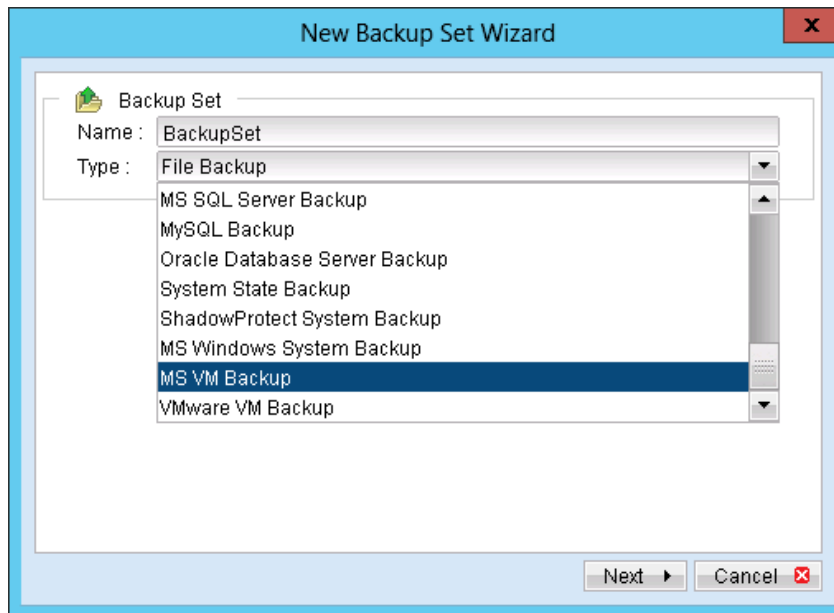 New Backup Set Wizard
x
Backup Set
Name : BackupSet
Type : File Backup
MS SQL Server Backup
MySQL Backup
Oracle Database Server Backup
System State Backup
ShadowProtect System Backup
MS Windows System Backup
MS VM Backup
VMware VM Backup
Next Cancel